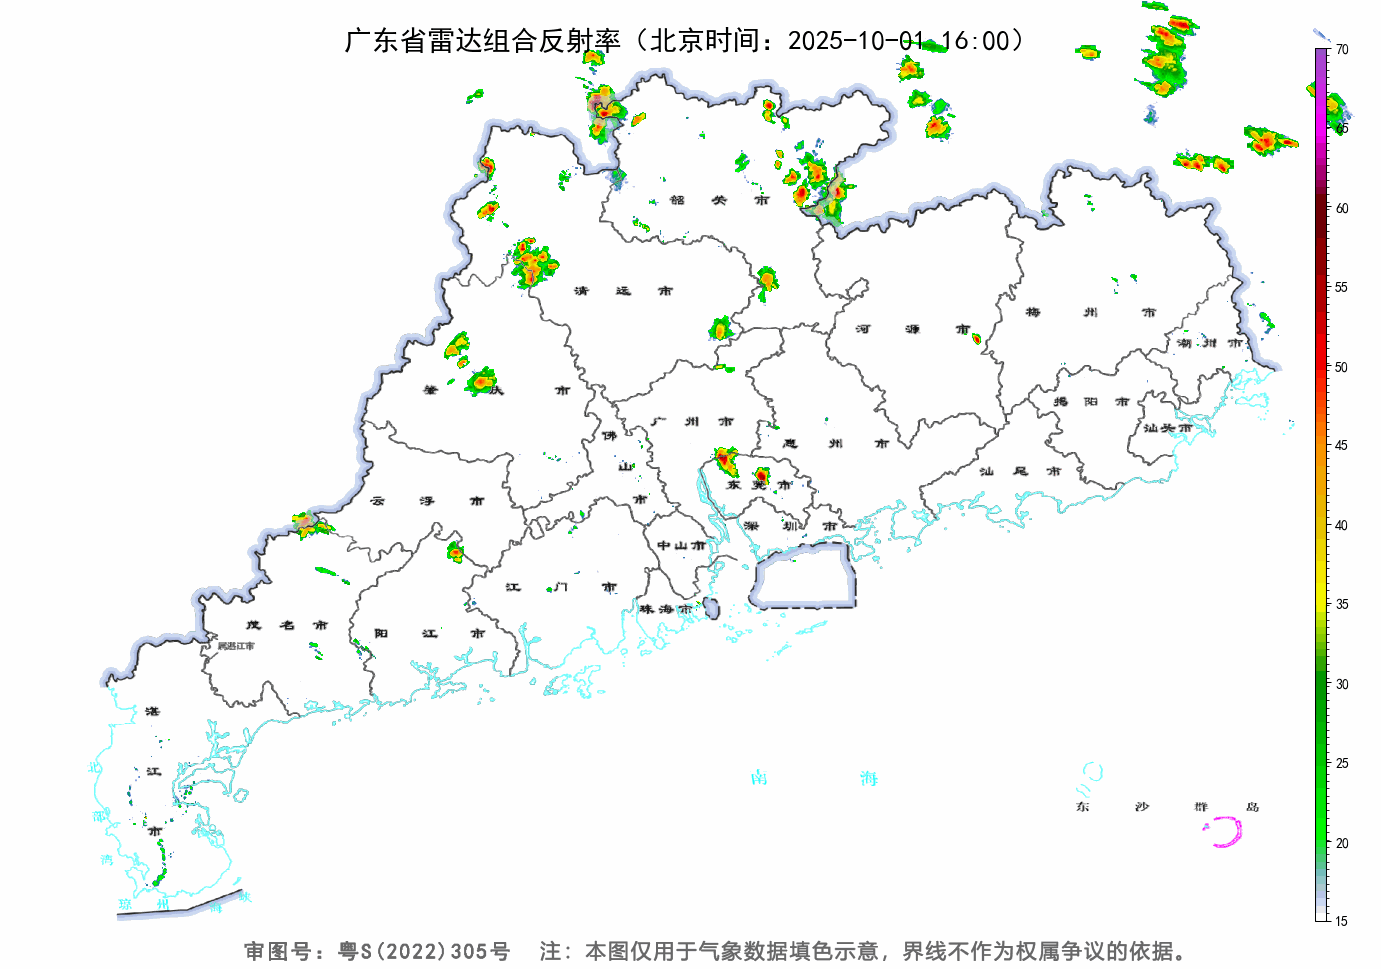 广东省雷达组合反射率（北京时间：2025-10-01 16:00）
70
65
60
55
50
45
40
35
30
25
20
15
韶关市
清远市
河源市
梅州市
潮州市
肇庆市
广州市
佛山市
惠州市
揭阳市
汕头市
汕尾市
云浮市
东莞市
深圳市
中山市
江门市
珠海市
茂名市
阳江市
属湛江市
湛江市
北部湾
南海
东沙群岛
琼州海峡
审图号：粤S(2022)305号 注：本图仅用于气象数据填色示意，界线不作为权属争议的依据。